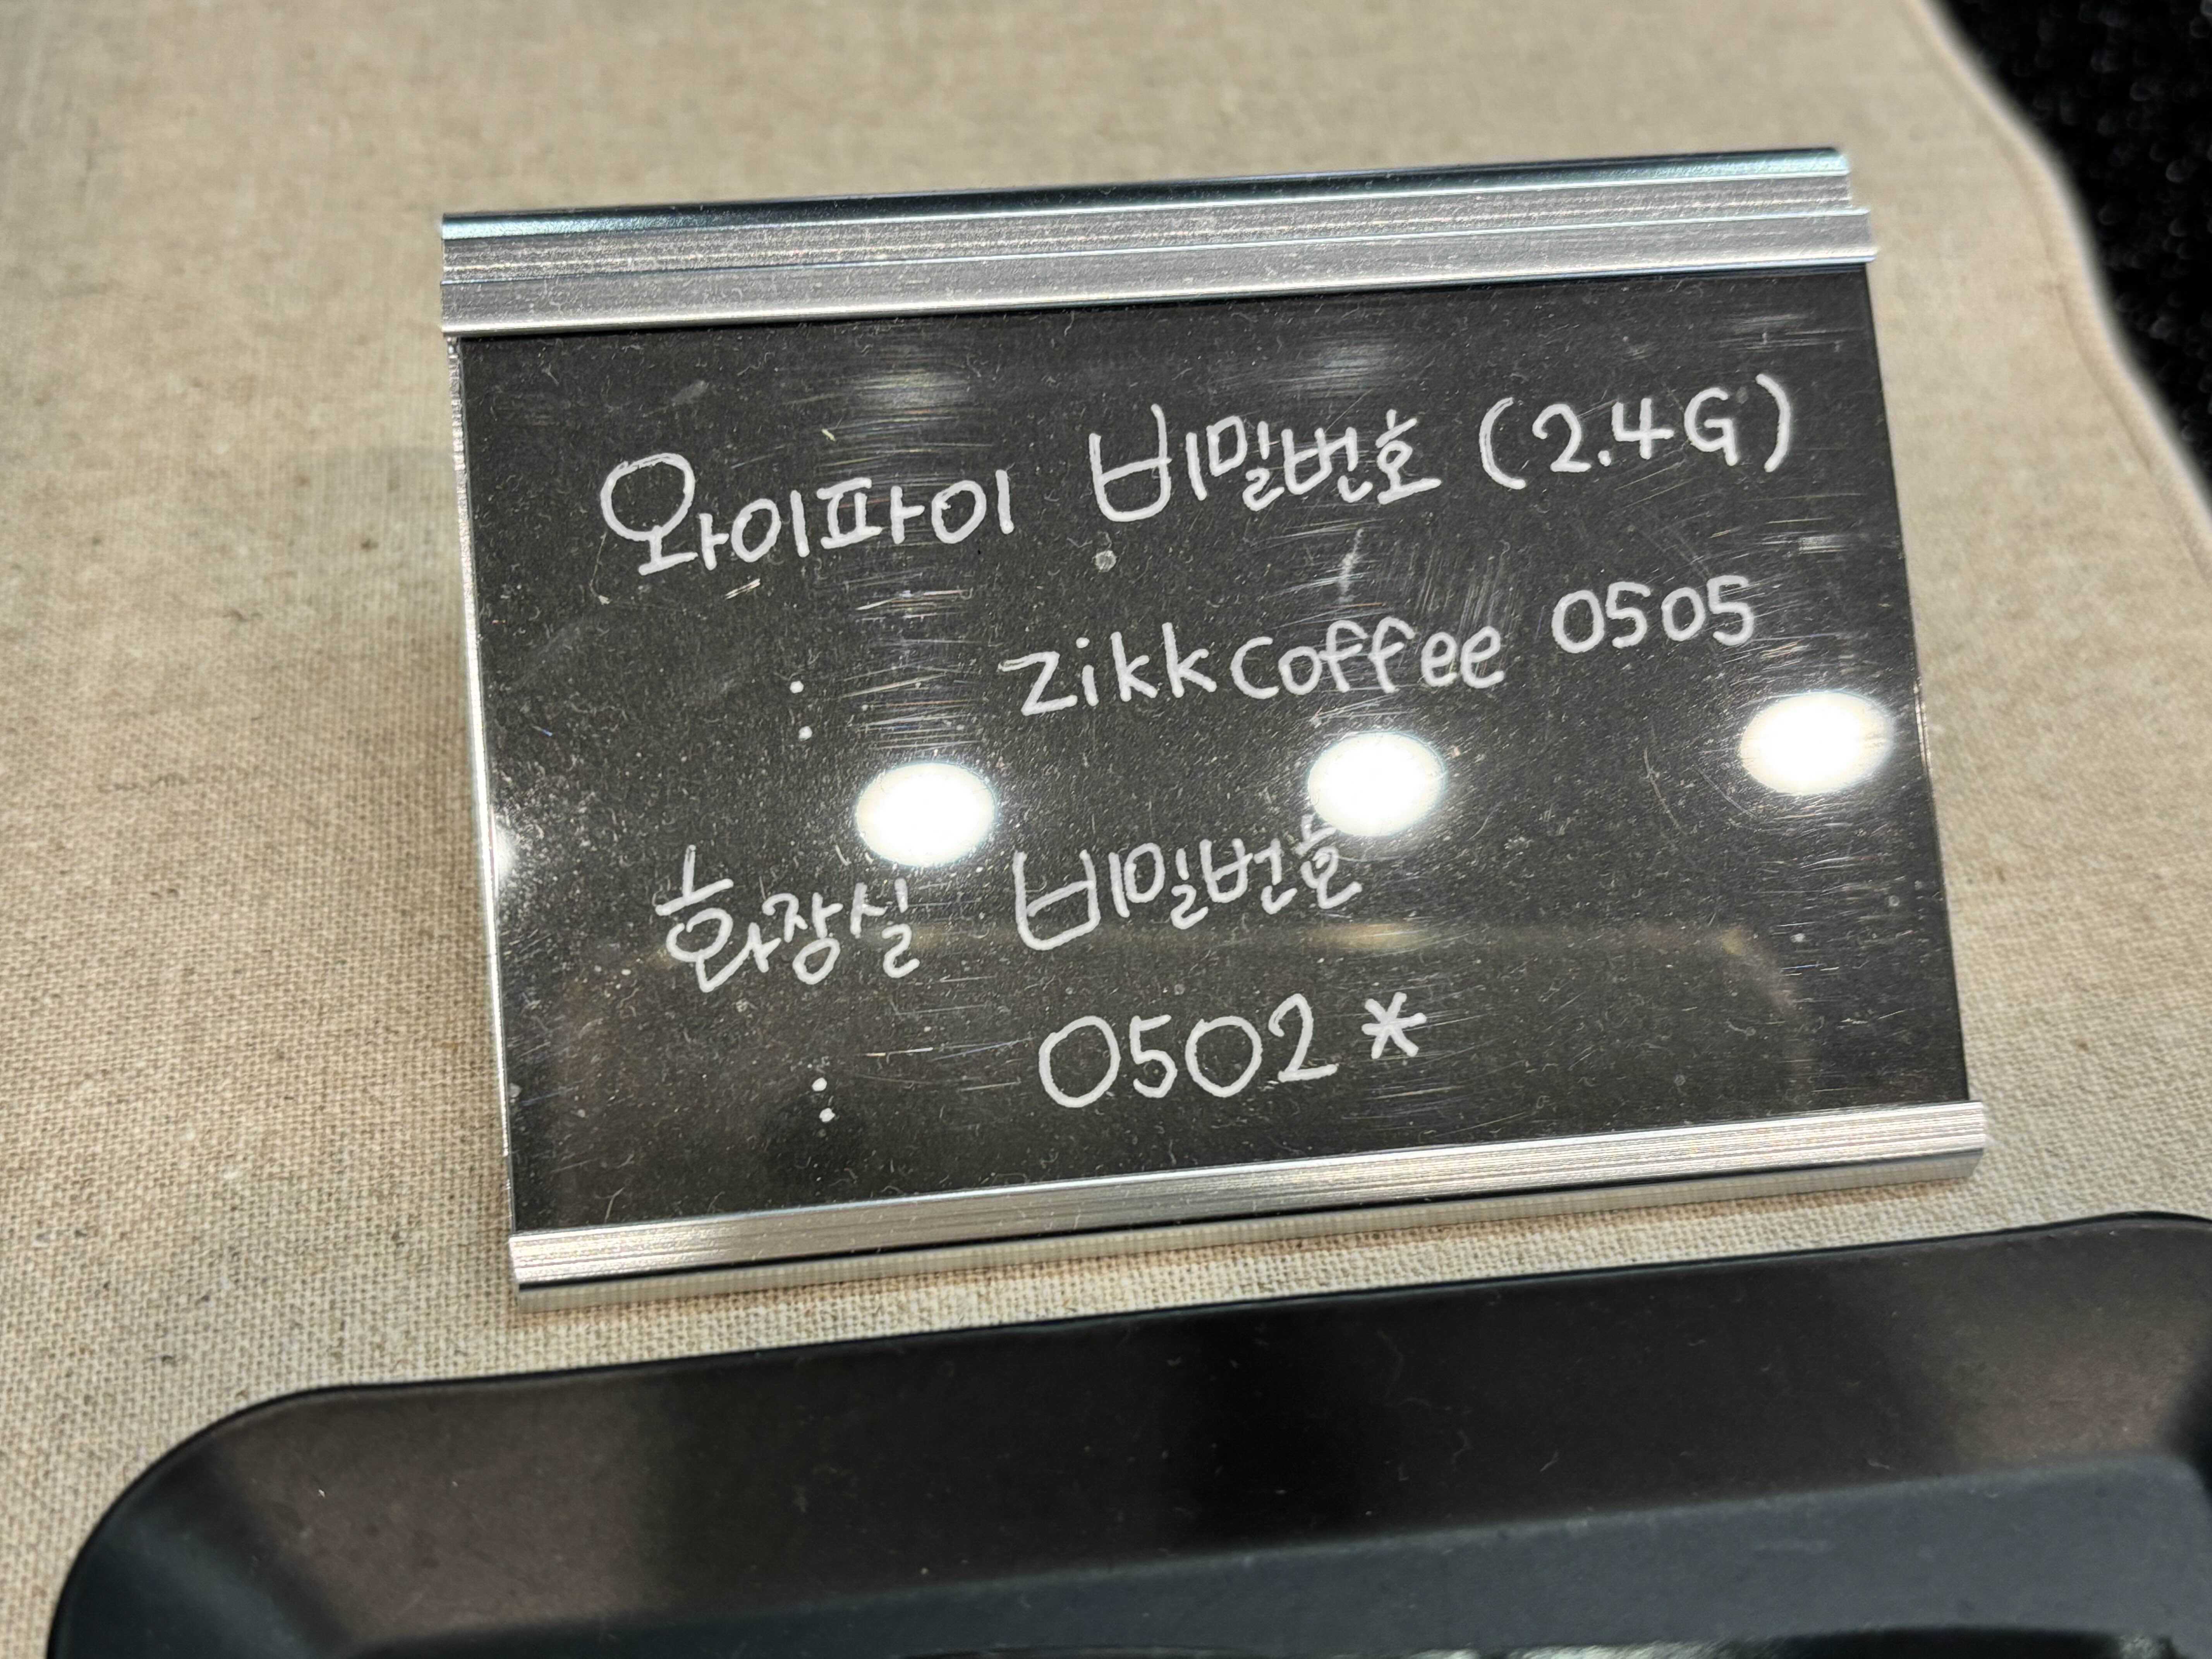 와이파이 비밀번호 (2.4G)
: zikkcoffee 0505
화장실 비밀번호
: 0502 *